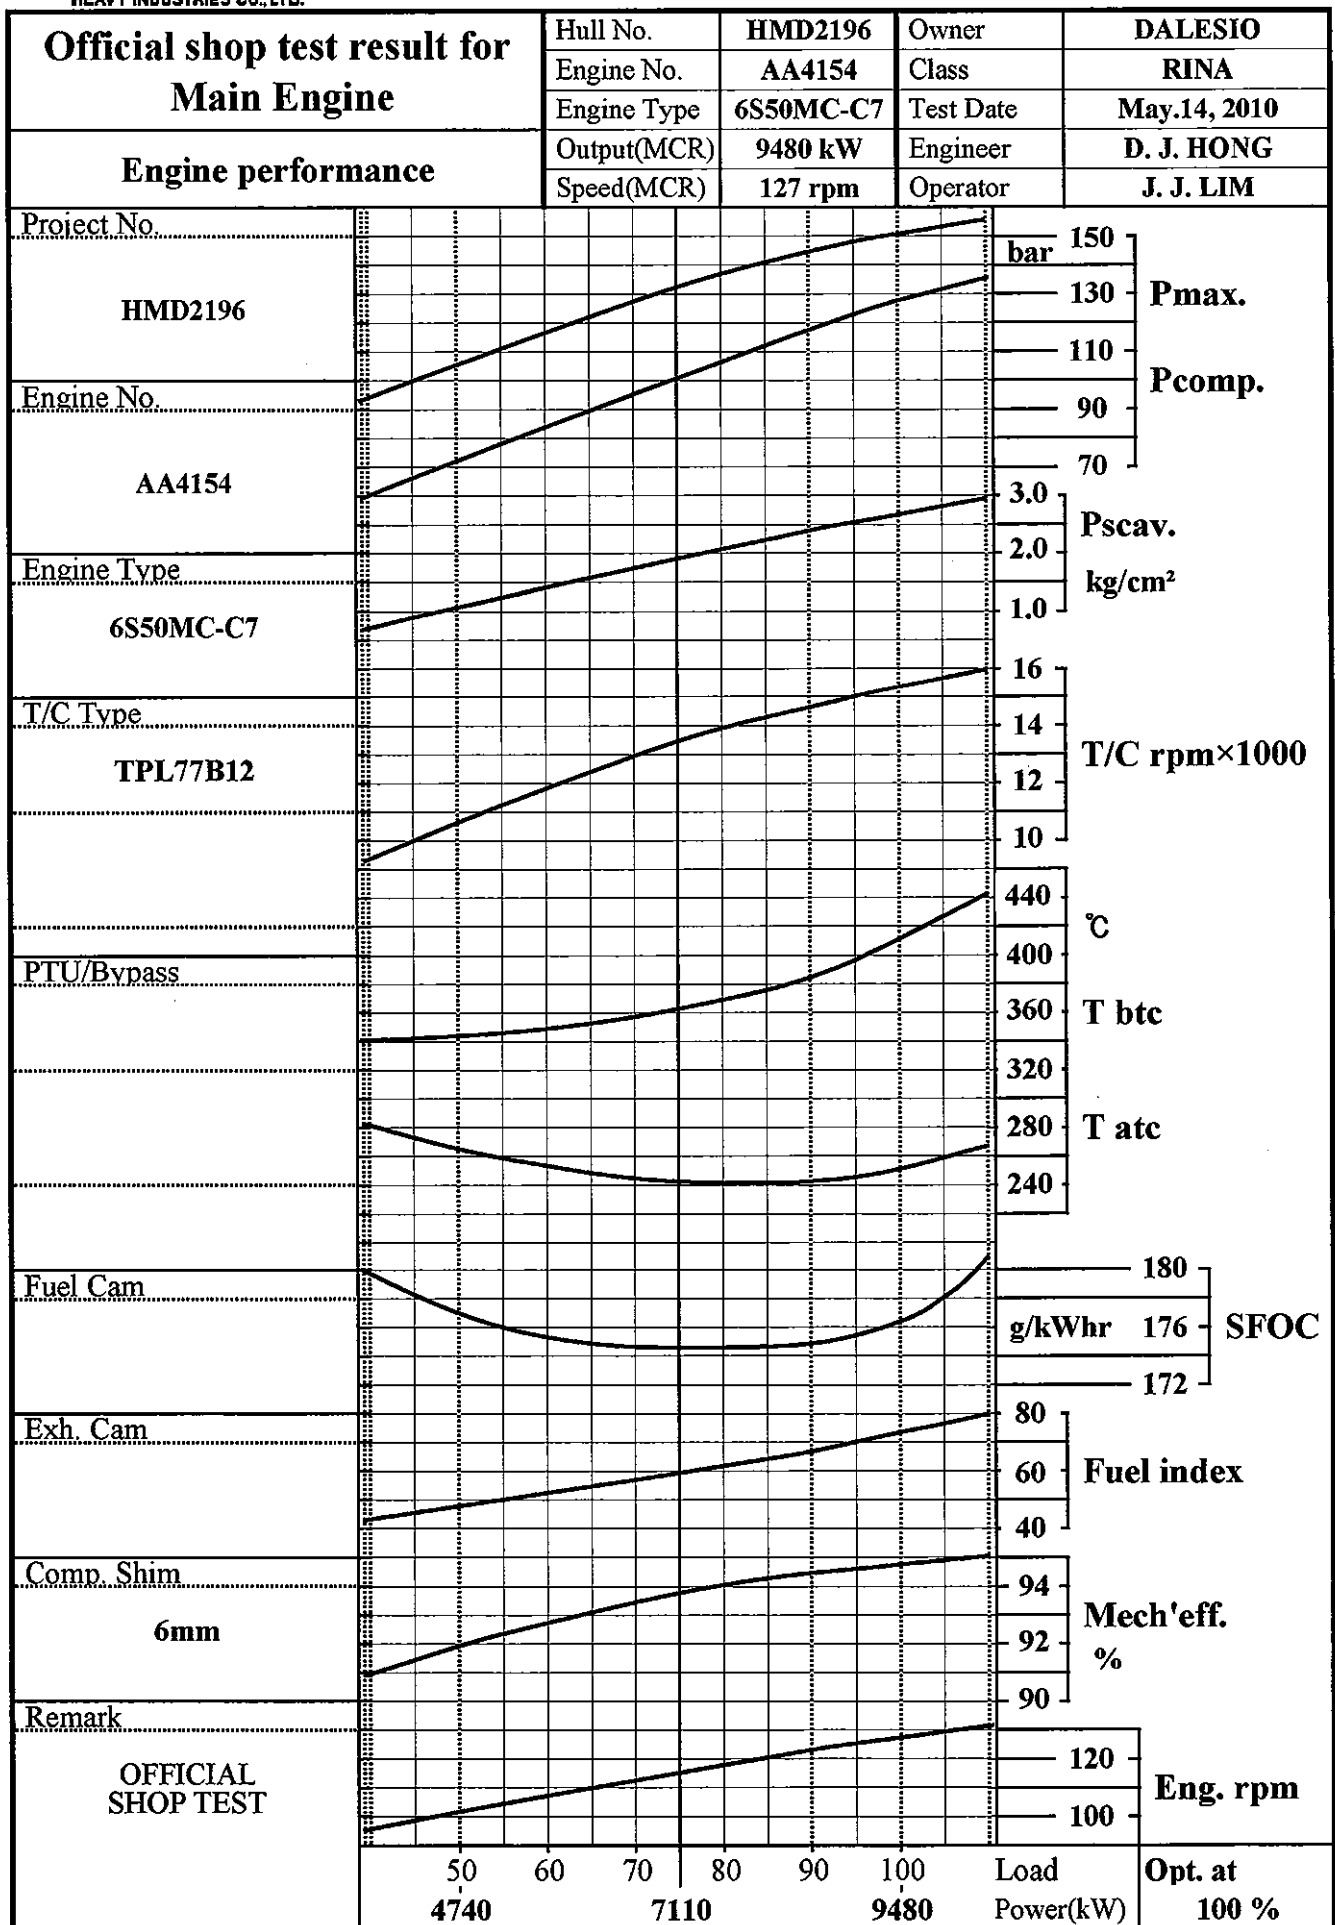 HEAVY INDUSTRIES CO., LTD.
Official shop test result for
Main Engine
Engine performance
Hull No. HMD2196 Owner DALESIO
Engine No. AA4154 Class RINA
Engine Type 6S50MC-C7 Test Date May.14, 2010
Output(MCR) 9480 kW Engineer D. J. HONG
Speed(MCR) 127 rpm Operator J. J. LIM
Project No.
HMD2196
Engine No.
AA4154
Engine Type
6S50MC-C7
T/C Type
TPL77B12
PTU/Bypass
Fuel Cam
Exh. Cam
Comp. Shim
6mm
Remark
OFFICIAL
SHOP TEST
bar
150
130
110
90
70
Pmax.
Pcomp.
3.0
2.0
1.0
Pscav.
kg/cm²
16
14
12
10
T/C rpm×1000
440
400
360
320
280
240
℃
T btc
T atc
180
g/kWhr 176 SFOC
172
80
60
40
Fuel index
94
92
90
Mech'eff.
%
120
100
Eng. rpm
50 60 70 80 90 100 Load Opt. at
4740 7110 9480 Power(kW) 100 %